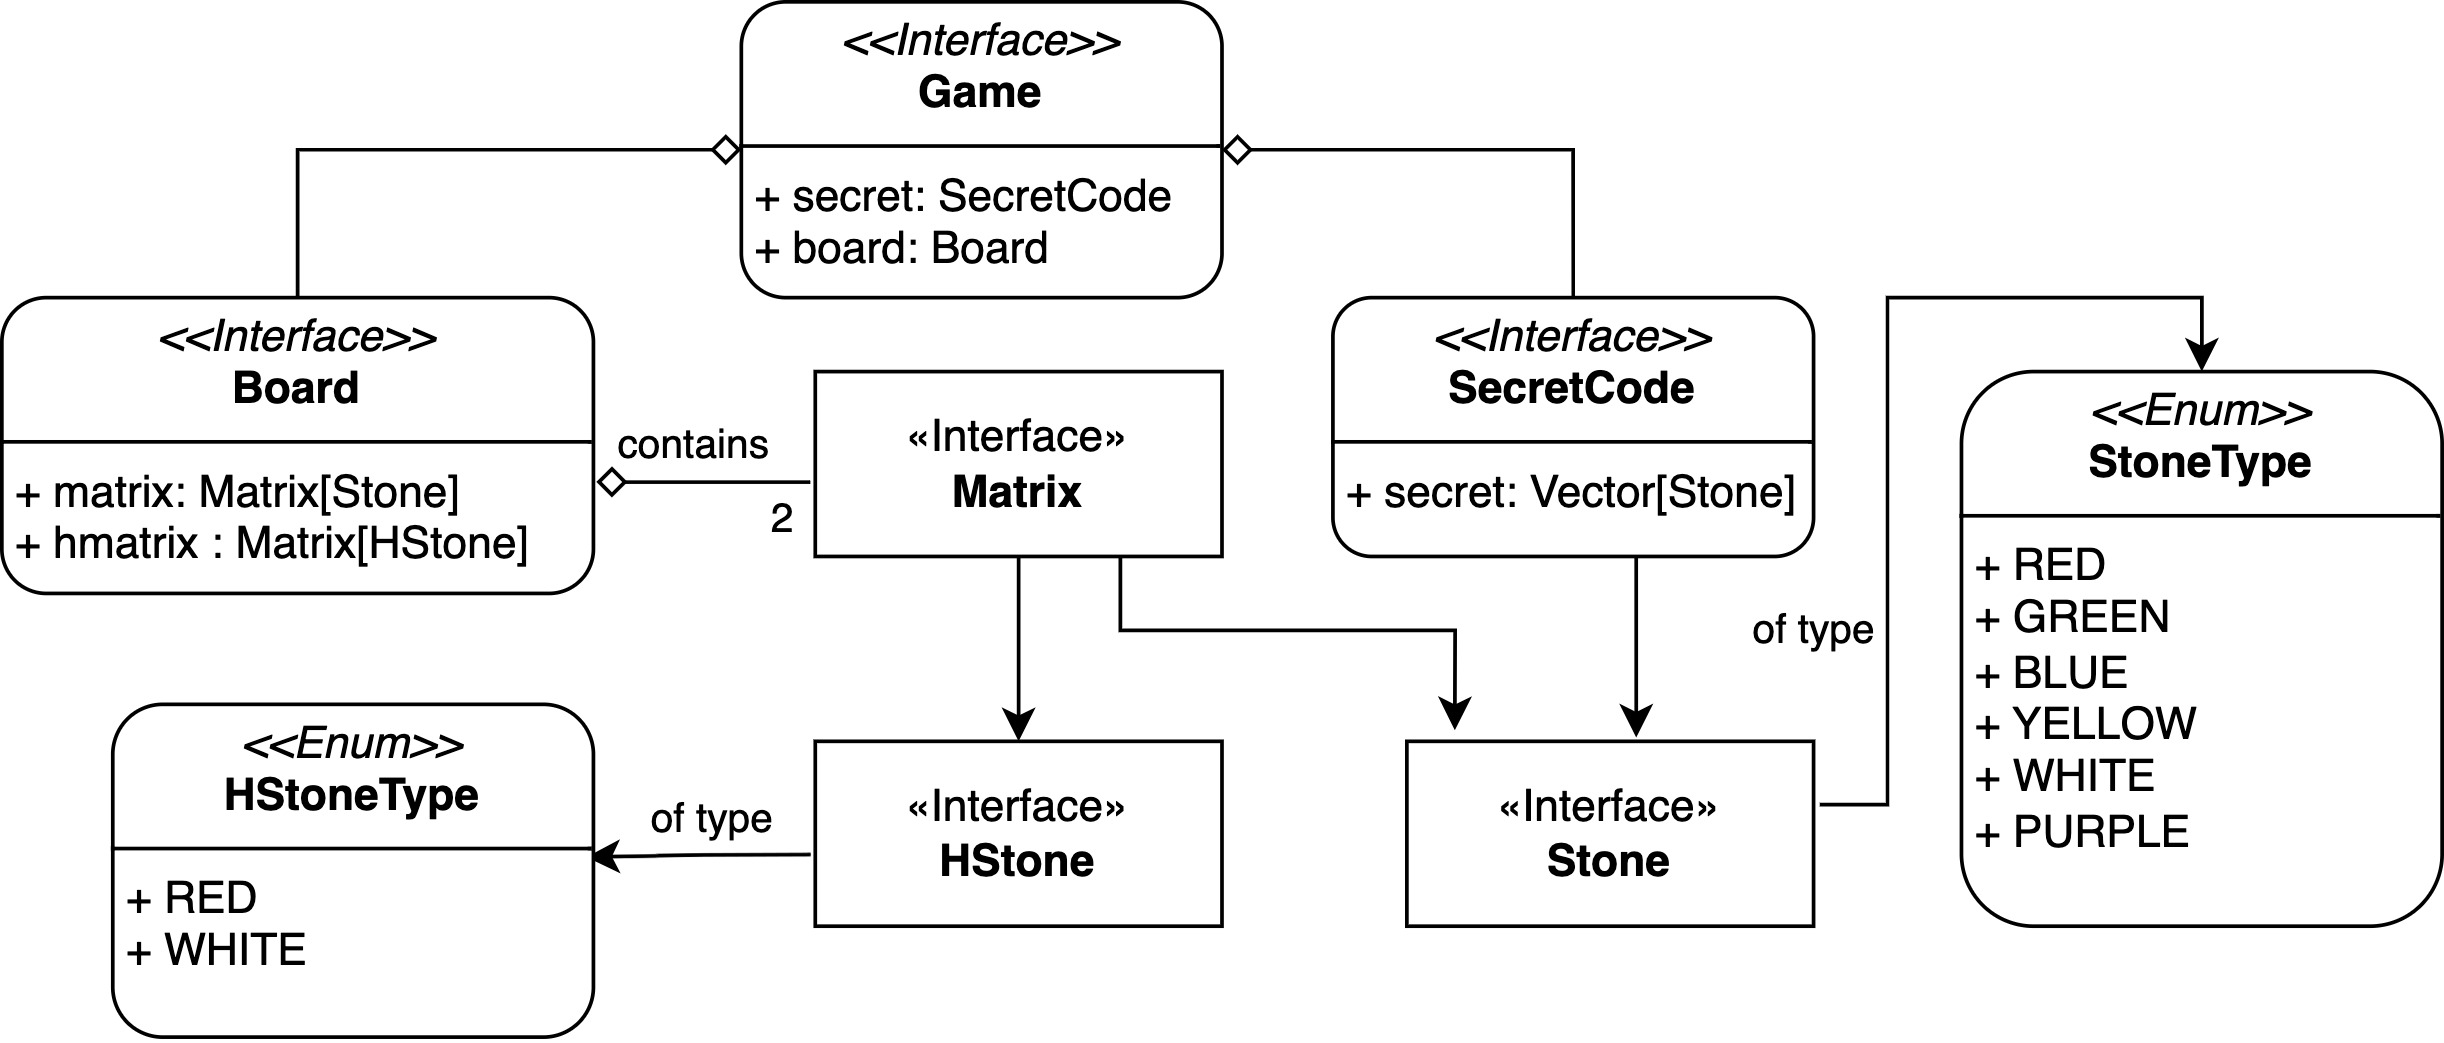 <<Interface>>
Game
+ secret: SecretCode
+ board: Board
<<Interface>>
Board
+ matrix: Matrix[Stone]
+ hmatrix : Matrix[HStone]
contains
2
«Interface»
Matrix
<<Interface>>
SecretCode
+ secret: Vector[Stone]
of type
<<Enum>>
StoneType
+ RED
+ GREEN
+ BLUE
+ YELLOW
+ WHITE
+ PURPLE
<<Enum>>
HStoneType
+ RED
+ WHITE
of type
«Interface»
HStone
«Interface»
Stone